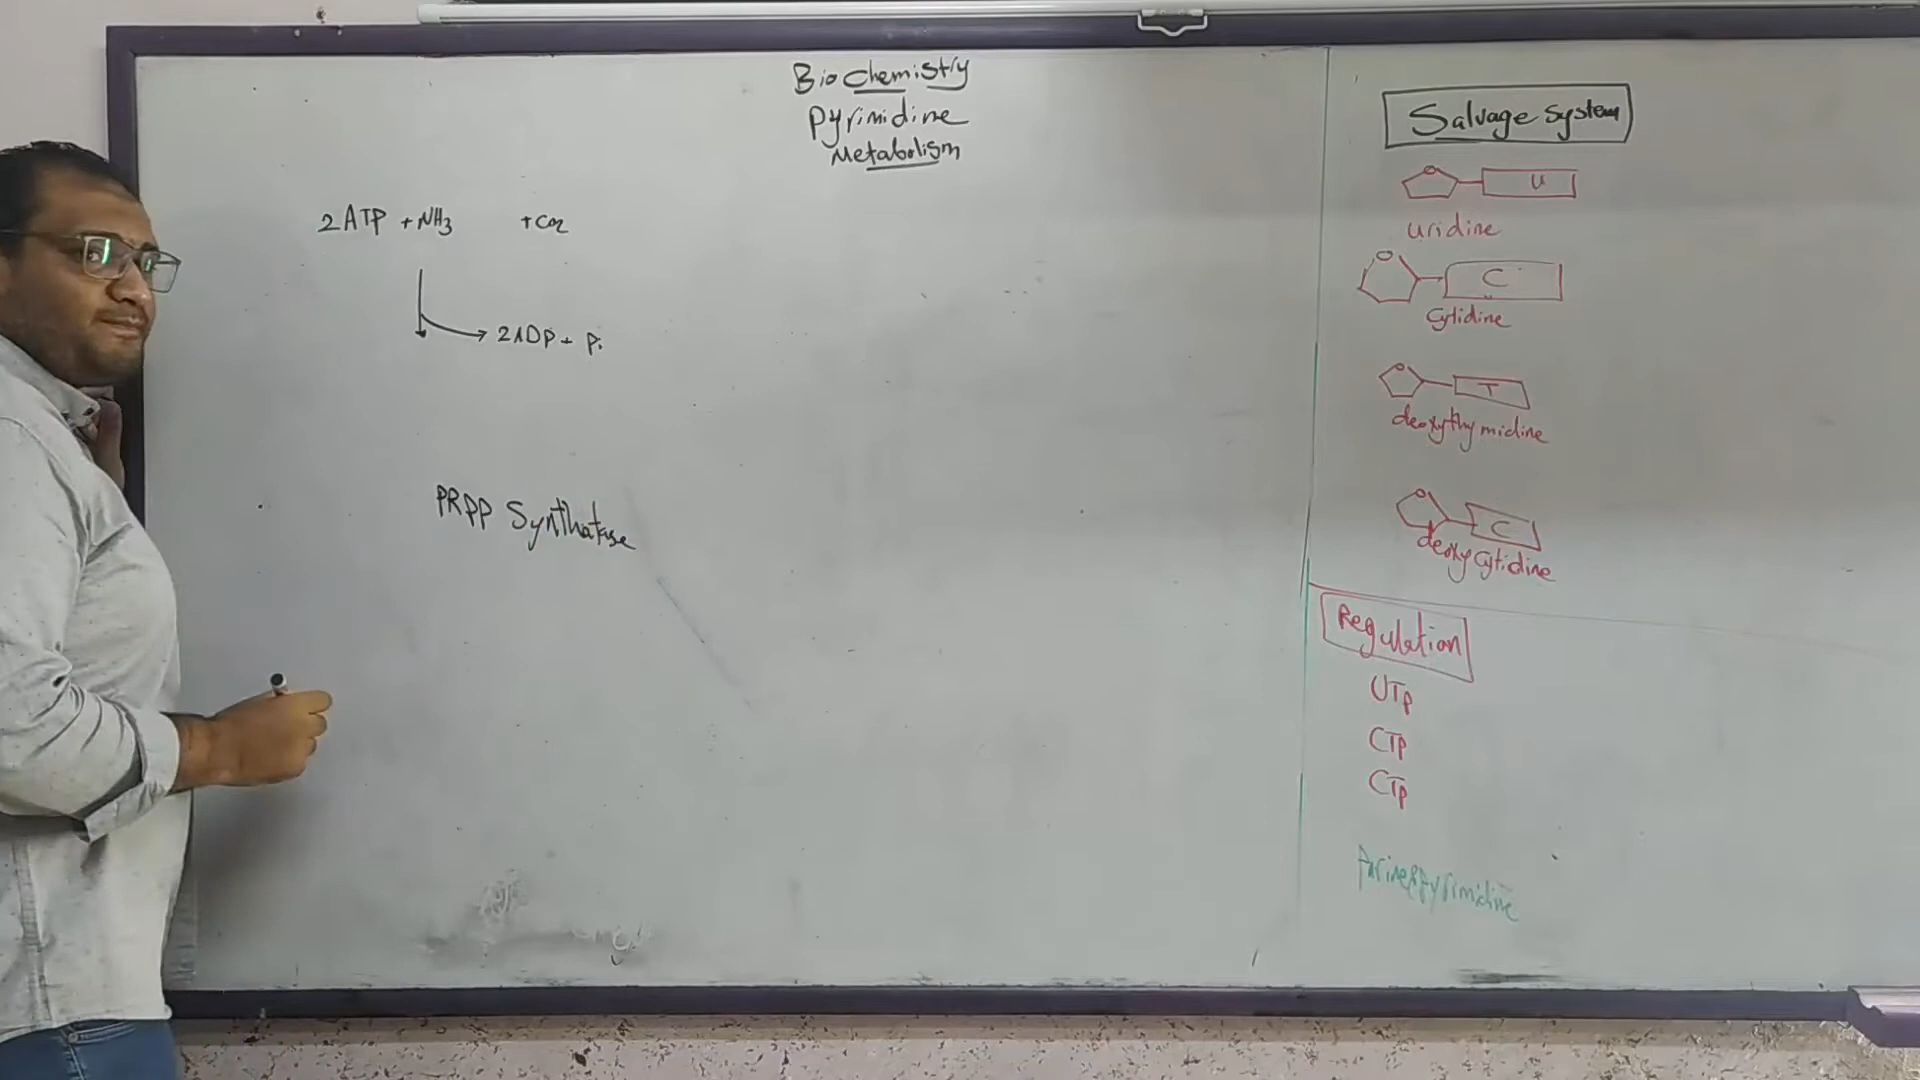 BioChemistry
Pyrimidine
Metabolism
2ATP + NH3 + CO2
2ADP + Pi
PRPP Synthatase
Salvage System
U
uridine
C
Cytidine
T
deoxythymidine
C
deoxycytidine
Regulation
UTP
CTP
CTP
Purine&pyrimidine